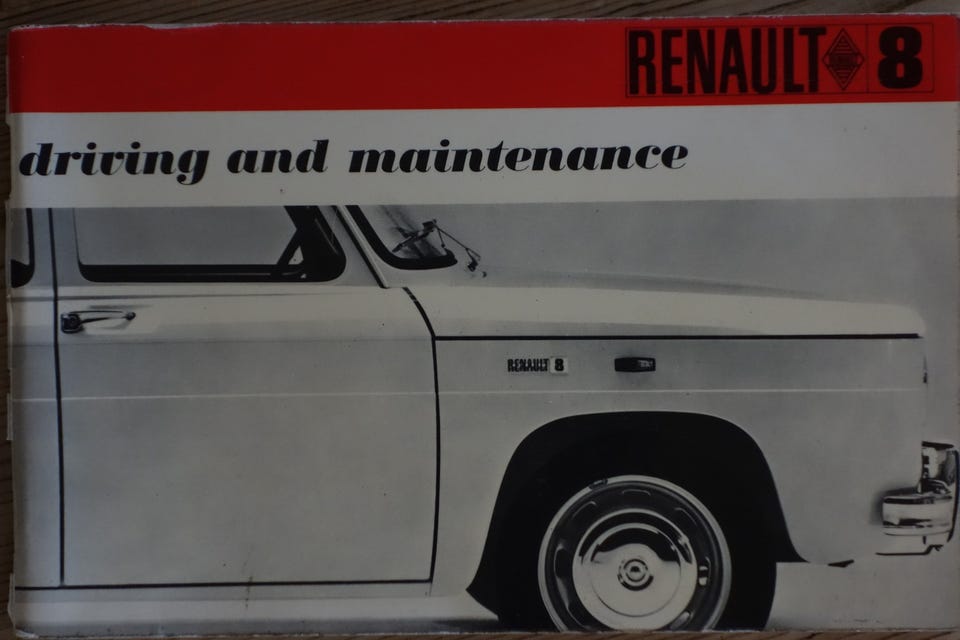 RENAULT 8
driving and maintenance
RENAULT 8